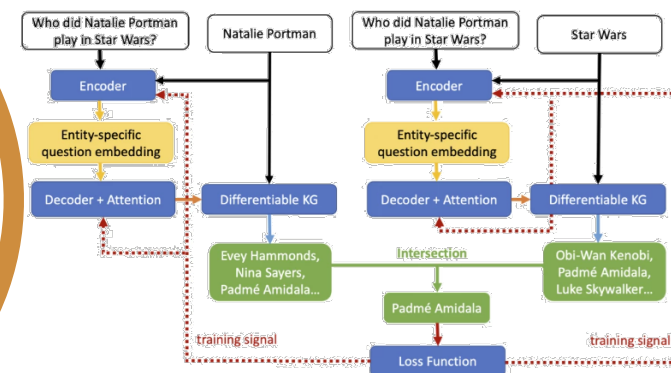 Who did Natalie Portman
play in Star Wars?
Natalie Portman
Encoder
Entity-specific
question embedding
Decoder + Attention
Differentiable KG
Evey Hammonds,
Nina Sayers,
Padmé Amidala...
Who did Natalie Portman
play in Star Wars?
Star Wars
Encoder
Entity-specific
question embedding
Decoder + Attention
Differentiable KG
Obi-Wan Kenobi,
Padmé Amidala,
Luke Skywalker...
Intersection
Padmé Amidala
training signal
training signal
Loss Function